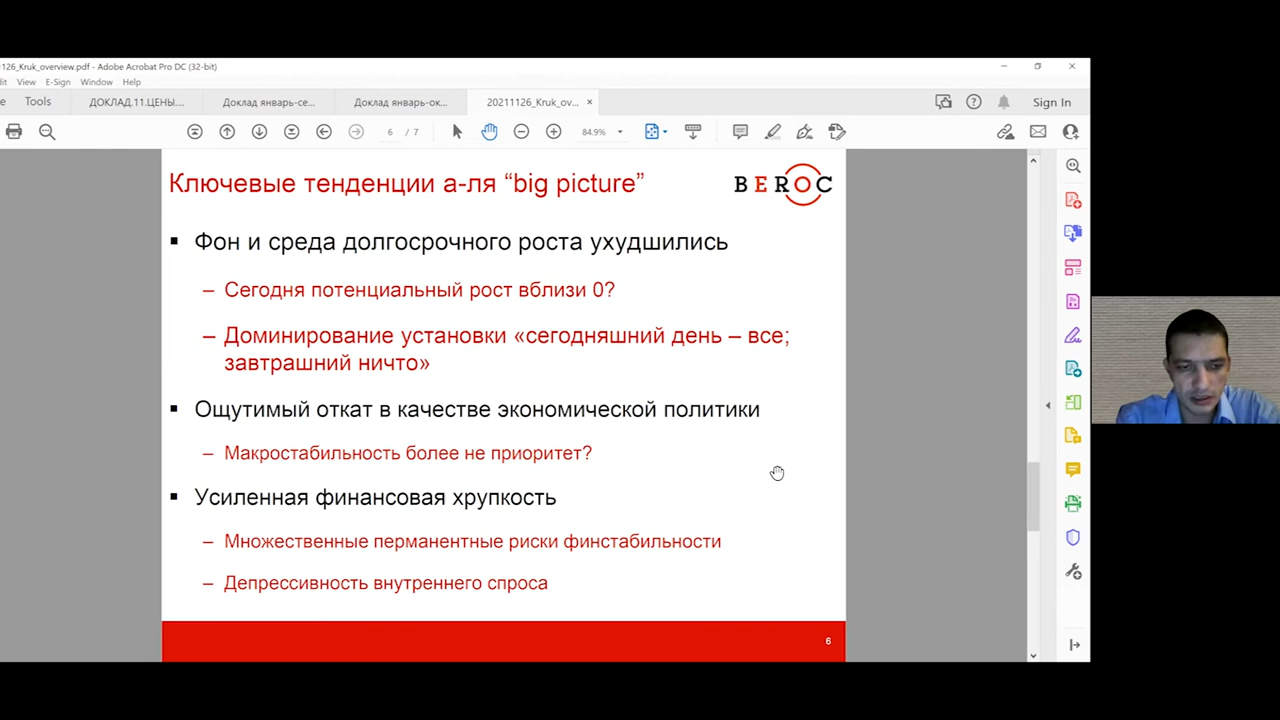 126_Kruk_overview.pdf - Adobe Acrobat Pro DC (32-bit)
View E-Sign Window Help
Tools ДОКЛАД.11.ЦЕНЫ.... Доклад январь-се... Доклад январь-ок... 20211126_Kruk_ov... × Sign In
6 / 7 84.9%
Ключевые тенденции а-ля “big picture”
BEROC
▪ Фон и среда долгосрочного роста ухудшились
– Сегодня потенциальный рост вблизи 0?
– Доминирование установки «сегодняшний день – все;
завтрашний ничто»
▪ Ощутимый откат в качестве экономической политики
– Макростабильность более не приоритет?
▪ Усиленная финансовая хрупкость
– Множественные перманентные риски финстабильности
– Депрессивность внутреннего спроса
6